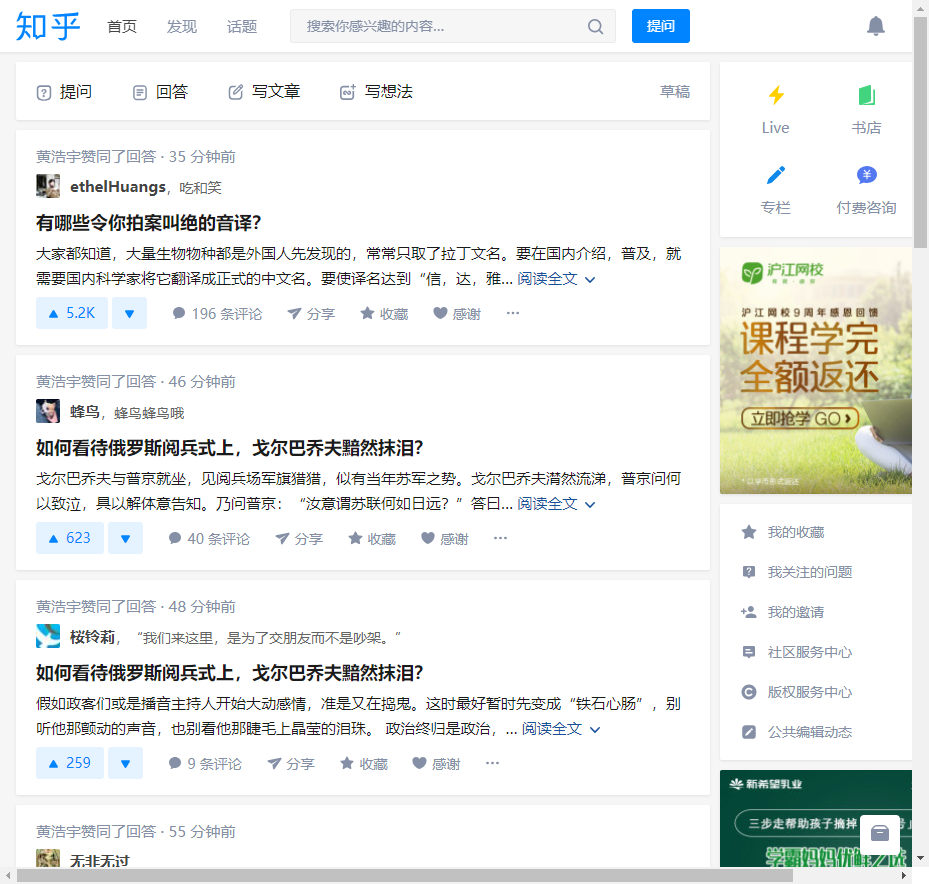 知乎 首页 发现 话题 搜索你感兴趣的内容... 提问
提问 回答 写文章 写想法 草稿
黄浩宇赞同了回答 · 35 分钟前
ethelHuangs，吃和笑
有哪些令你拍案叫绝的音译？
大家都知道，大量生物物种都是外国人先发现的，常常只取了拉丁文名。要在国内介绍，普及，就
需要国内科学家将它翻译成正式的中文名。要使译名达到“信，达，雅... 阅读全文
5.2K 196 条评论 分享 收藏 感谢 ···
黄浩宇赞同了回答 · 46 分钟前
蜂鸟，蜂鸟蜂鸟哦
如何看待俄罗斯阅兵式上，戈尔巴乔夫黯然抹泪？
戈尔巴乔夫与普京就坐，见阅兵场军旗猎猎，似有当年苏军之势。戈尔巴乔夫潸然流涕，普京问何
以致泣，具以解体意告知。乃问普京：“汝意谓苏联何如日远？”答曰... 阅读全文
623 40 条评论 分享 收藏 感谢 ···
黄浩宇赞同了回答 · 48 分钟前
桜铃莉，“我们来这里，是为了交朋友而不是吵架。”
如何看待俄罗斯阅兵式上，戈尔巴乔夫黯然抹泪？
假如政客们或是播音主持人开始大动感情，准是又在捣鬼。这时最好暂时先变成“铁石心肠”，别
听他那颤动的声音，也别看他那睫毛上晶莹的泪珠。 政治终归是政治，... 阅读全文
259 9 条评论 分享 收藏 感谢 ···
黄浩宇赞同了回答 · 55 分钟前
无非无过
Live 书店
专栏 付费咨询
沪江网校
沪江网校9周年感恩回馈
课程学完
全额返还
立即抢学 GO
*以学币形式返还
我的收藏
我关注的问题
我的邀请
社区服务中心
版权服务中心
公共编辑动态
新希望乳业
三步走帮助孩子摘掉
学霸妈妈优鲜之选